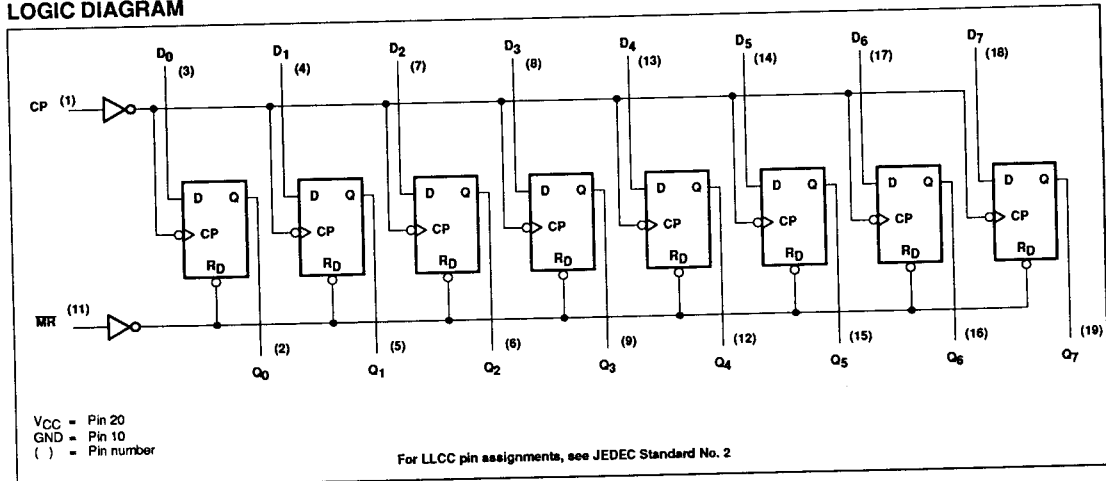 LOGIC DIAGRAM
D0 D1 D2 D3 D4 D5 D6 D7
(3) (4) (7) (8) (13) (14) (17) (18)
CP (1)
D Q D Q D Q D Q D Q D Q D Q D Q
CP CP CP CP CP CP CP CP
RD RD RD RD RD RD RD RD
MR (11)
(2) (5) (6) (9) (12) (15) (16) (19)
Q0 Q1 Q2 Q3 Q4 Q5 Q6 Q7
VCC = Pin 20
GND = Pin 10
( ) = Pin number
For LLCC pin assignments, see JEDEC Standard No. 2